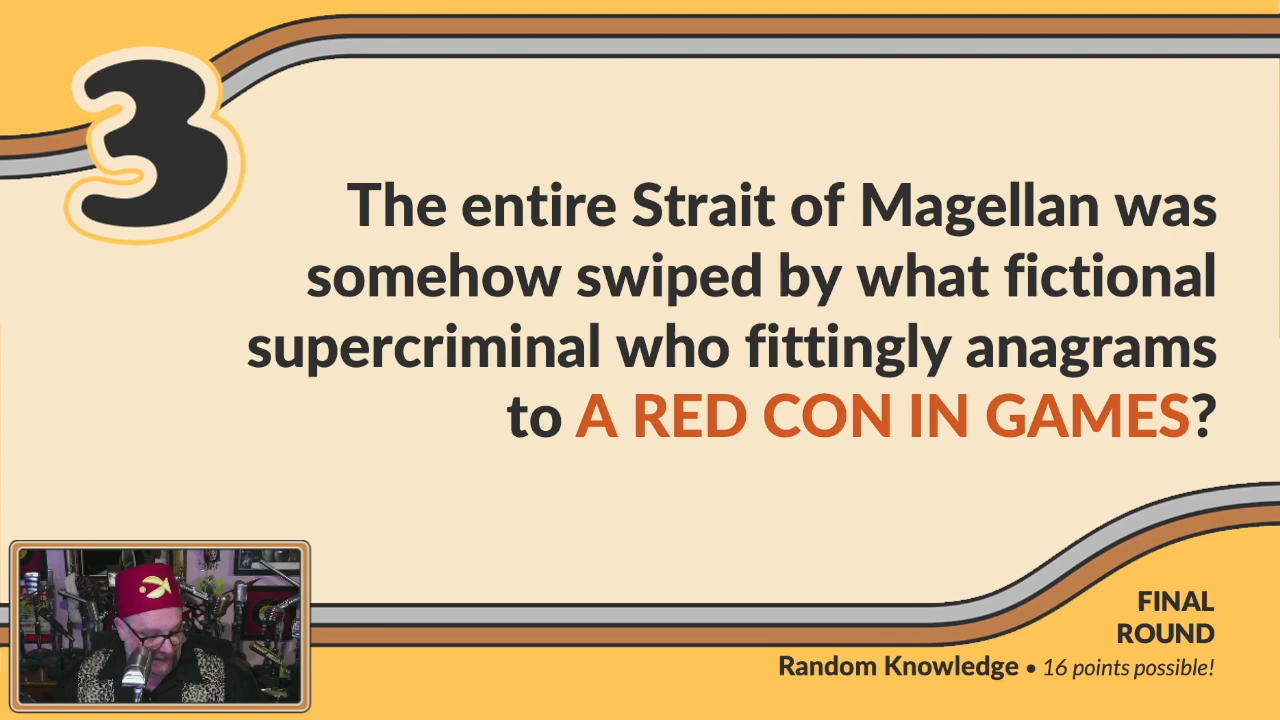 3
The entire Strait of Magellan was
somehow swiped by what fictional
supercriminal who fittingly anagrams
to A RED CON IN GAMES?
FINAL
ROUND
Random Knowledge • 16 points possible!